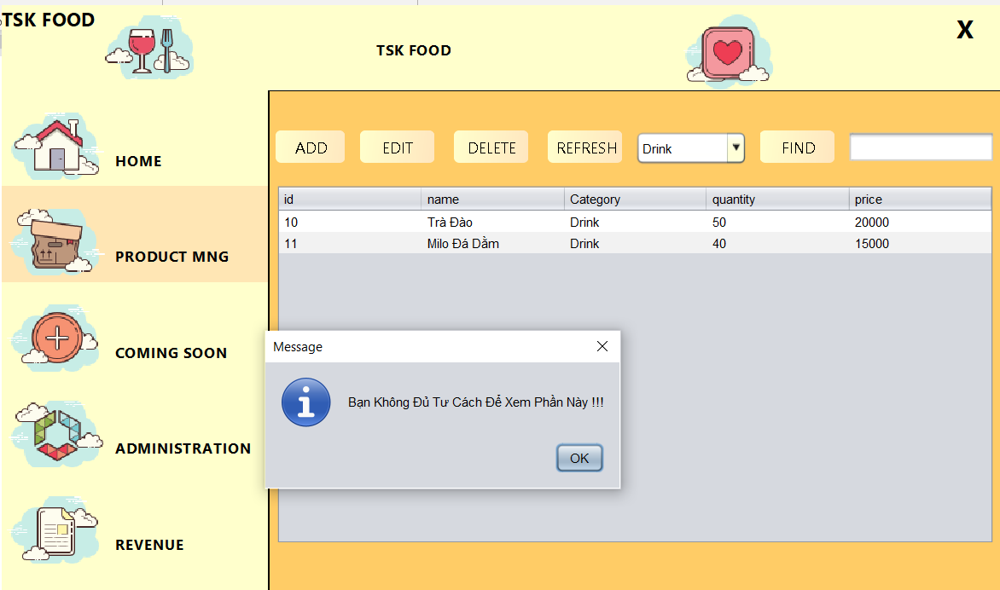 TSK FOOD
TSK FOOD
X
HOME
PRODUCT MNG
COMING SOON
ADMINISTRATION
REVENUE
ADD EDIT DELETE REFRESH Drink FIND
id name Category quantity price
10 Trà Đào Drink 50 20000
11 Milo Đá Dằm Drink 40 15000
Message
Bạn Không Đủ Tư Cách Để Xem Phần Này !!!
OK